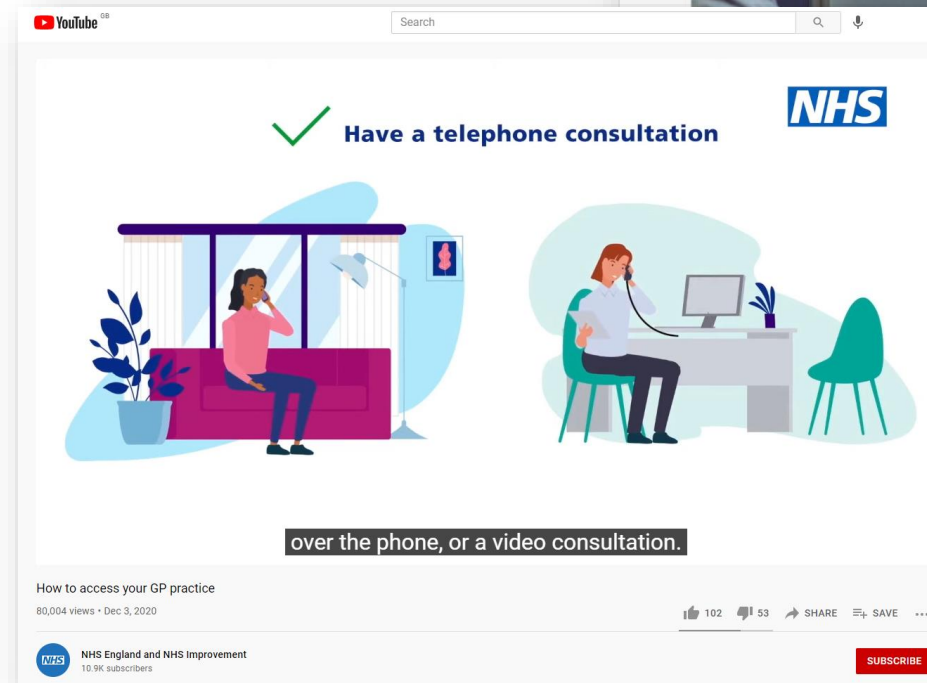 YouTube GB
Search
NHS
Have a telephone consultation
over the phone, or a video consultation.
How to access your GP practice
80,004 views • Dec 3, 2020
102 53 SHARE SAVE ...
NHS
NHS England and NHS Improvement
10.9K subscribers
SUBSCRIBE